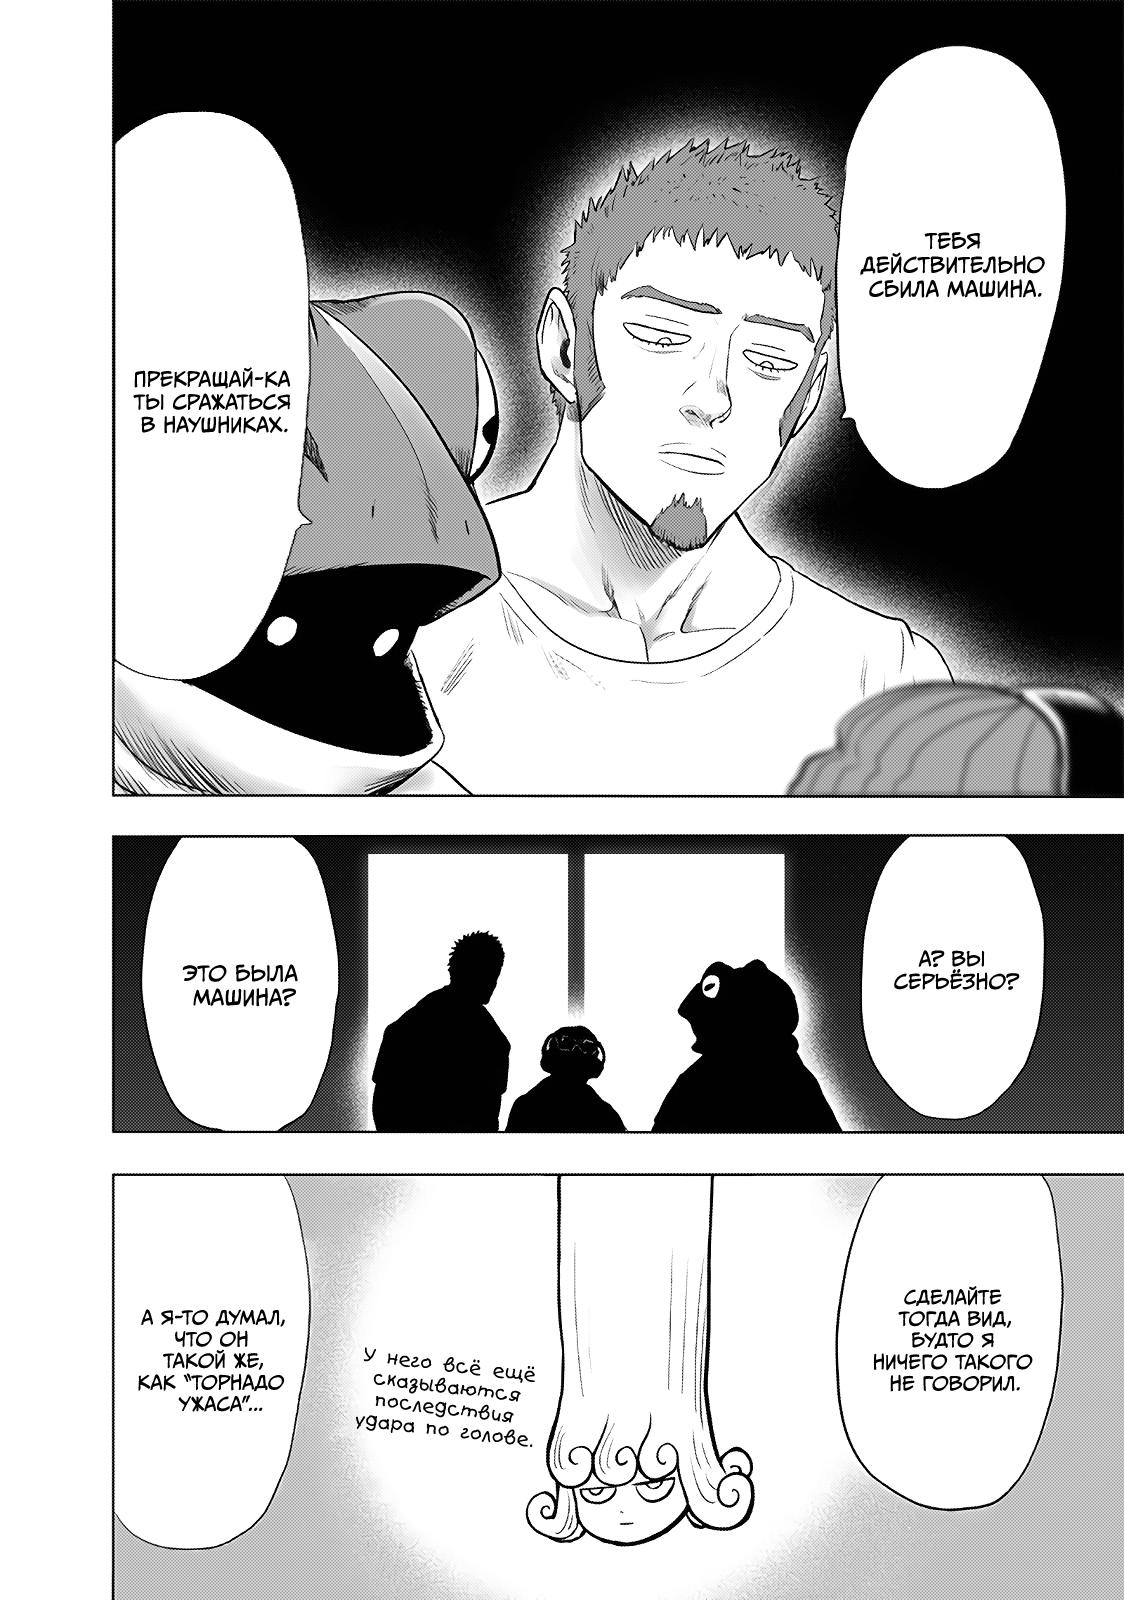 ТЕБЯ
ДЕЙСТВИТЕЛЬНО
СБИЛА МАШИНА.
ПРЕКРАЩАЙ-КА
ТЫ СРАЖАТЬСЯ
В НАУШНИКАХ.
А? ВЫ
СЕРЬЁЗНО?
ЭТО БЫЛА
МАШИНА?
СДЕЛАЙТЕ
ТОГДА ВИД,
БУДТО Я
НИЧЕГО ТАКОГО
НЕ ГОВОРИЛ.
У него всё ещё
сказываются
последствия
удара по голове.
А Я-ТО ДУМАЛ,
ЧТО ОН
ТАКОЙ ЖЕ,
КАК “ТОРНАДО
УЖАСА”...